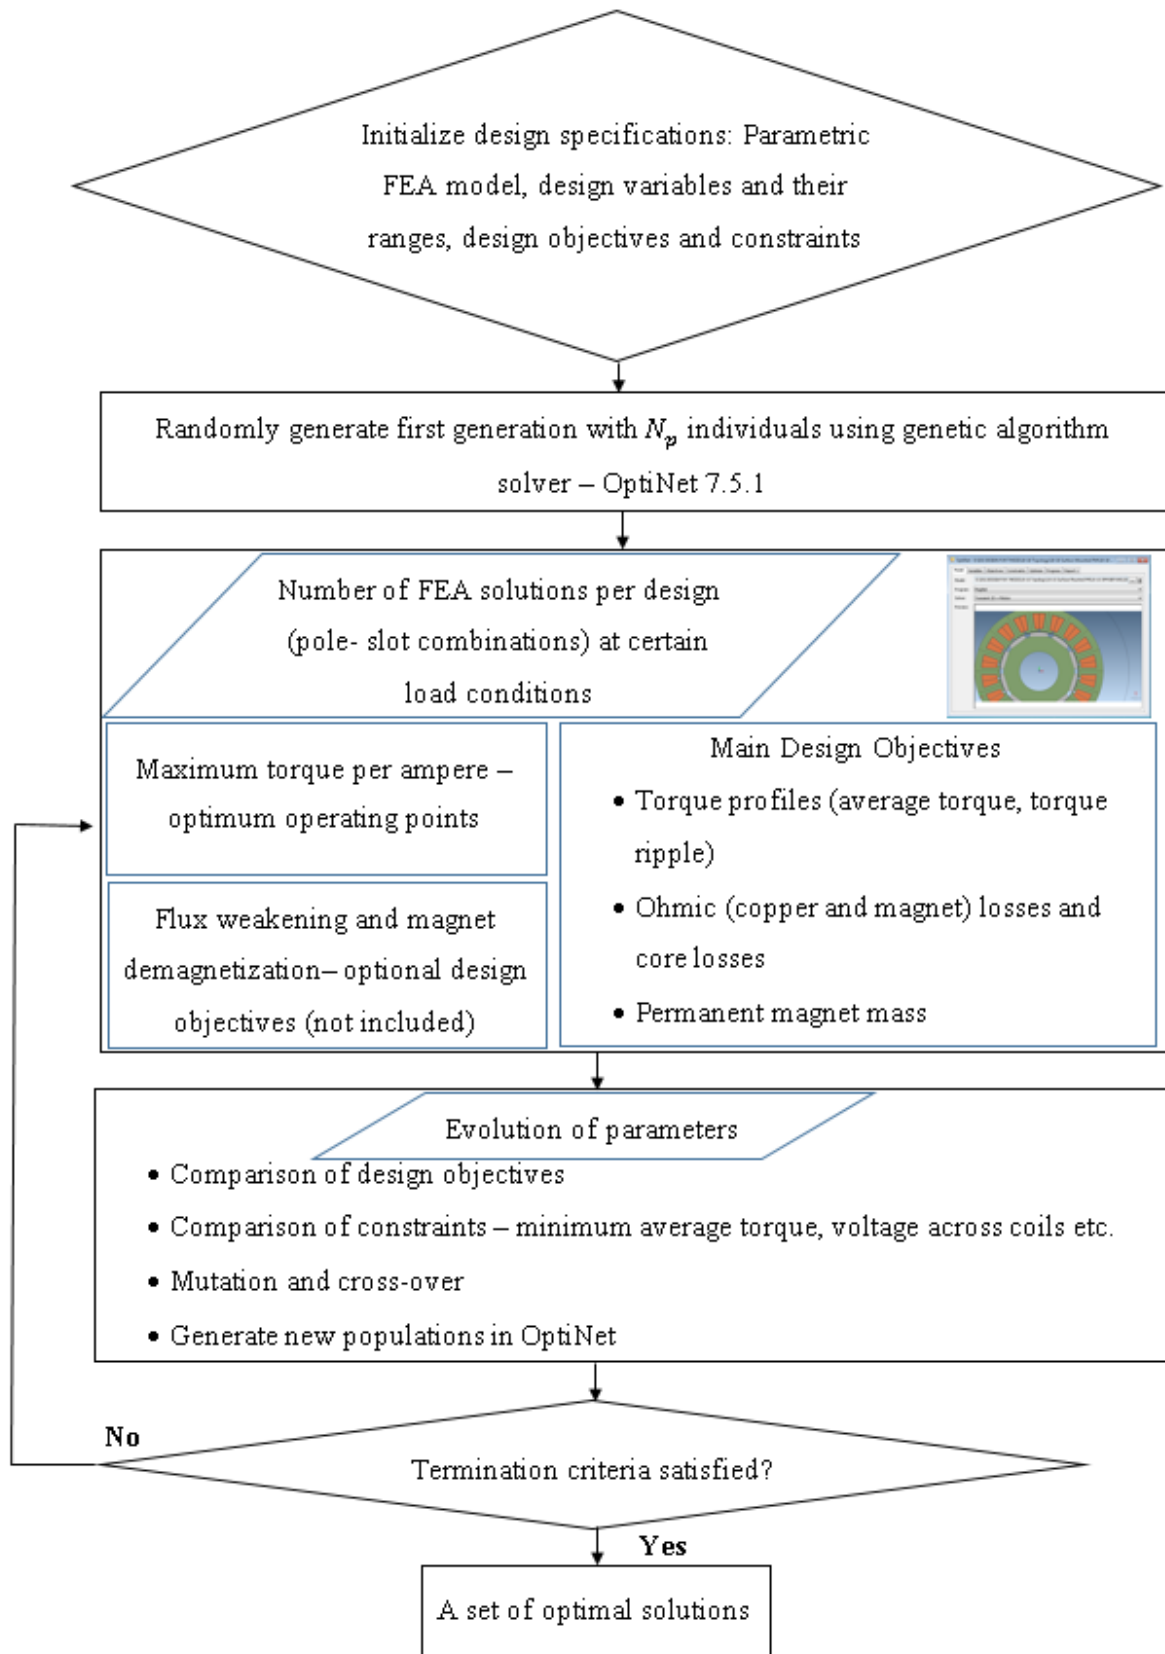 Initialize design specifications: Parametric
FEA model, design variables and their
ranges, design objectives and constraints
Randomly generate first generation with Nₚ individuals using genetic algorithm
solver – OptiNet 7.5.1
Number of FEA solutions per design
(pole- slot combinations) at certain
load conditions
Maximum torque per ampere –
optimum operating points
Flux weakening and magnet
demagnetization– optional design
objectives (not included)
Main Design Objectives
• Torque profiles (average torque, torque
ripple)
• Ohmic (copper and magnet) losses and
core losses
• Permanent magnet mass
Evolution of parameters
• Comparison of design objectives
• Comparison of constraints – minimum average torque, voltage across coils etc.
• Mutation and cross-over
• Generate new populations in OptiNet
No
Termination criteria satisfied?
Yes
A set of optimal solutions